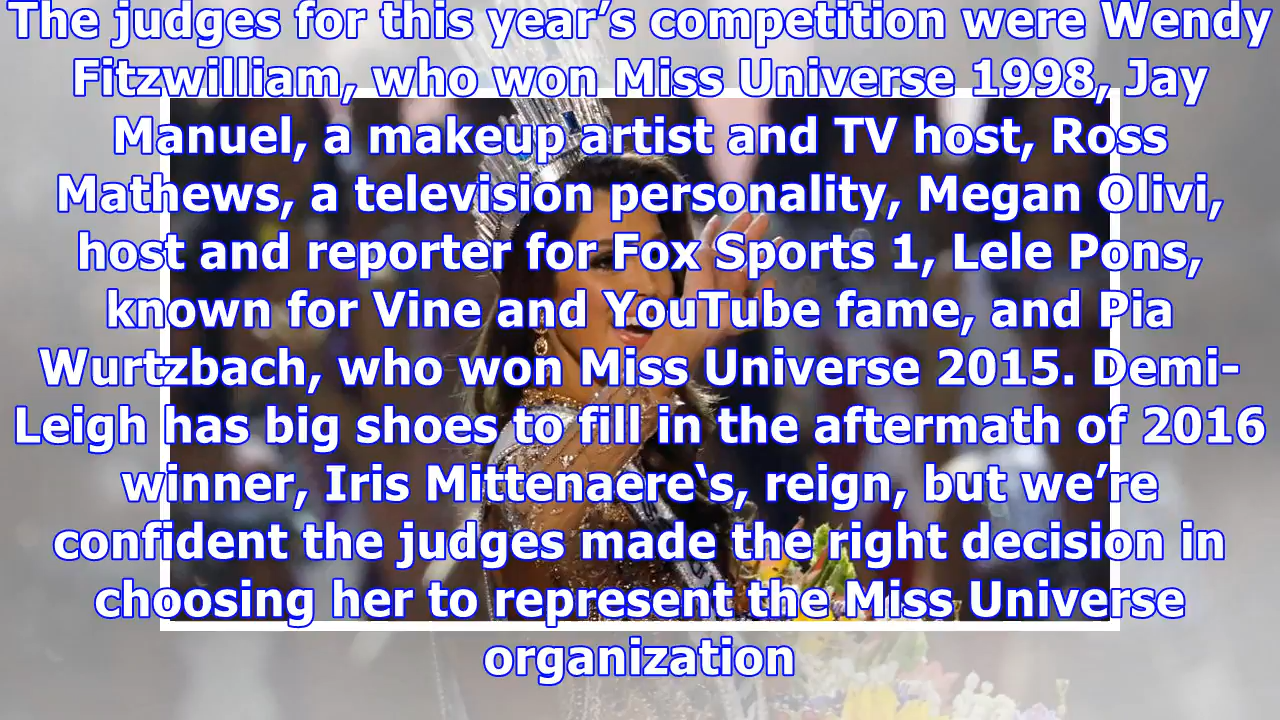 The judges for this year’s competition were Wendy
Fitzwilliam, who won Miss Universe 1998, Jay
Manuel, a makeup artist and TV host, Ross
Mathews, a television personality, Megan Olivi,
host and reporter for Fox Sports 1, Lele Pons,
known for Vine and YouTube fame, and Pia
Wurtzbach, who won Miss Universe 2015. Demi-
Leigh has big shoes to fill in the aftermath of 2016
winner, Iris Mittenaere‘s, reign, but we’re
confident the judges made the right decision in
choosing her to represent the Miss Universe
organization